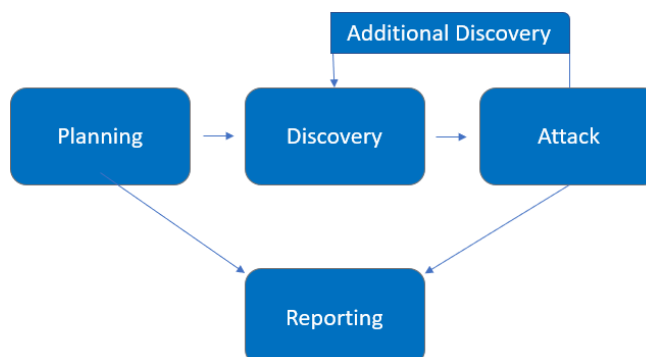 Additional Discovery
Planning
Discovery
Attack
Reporting